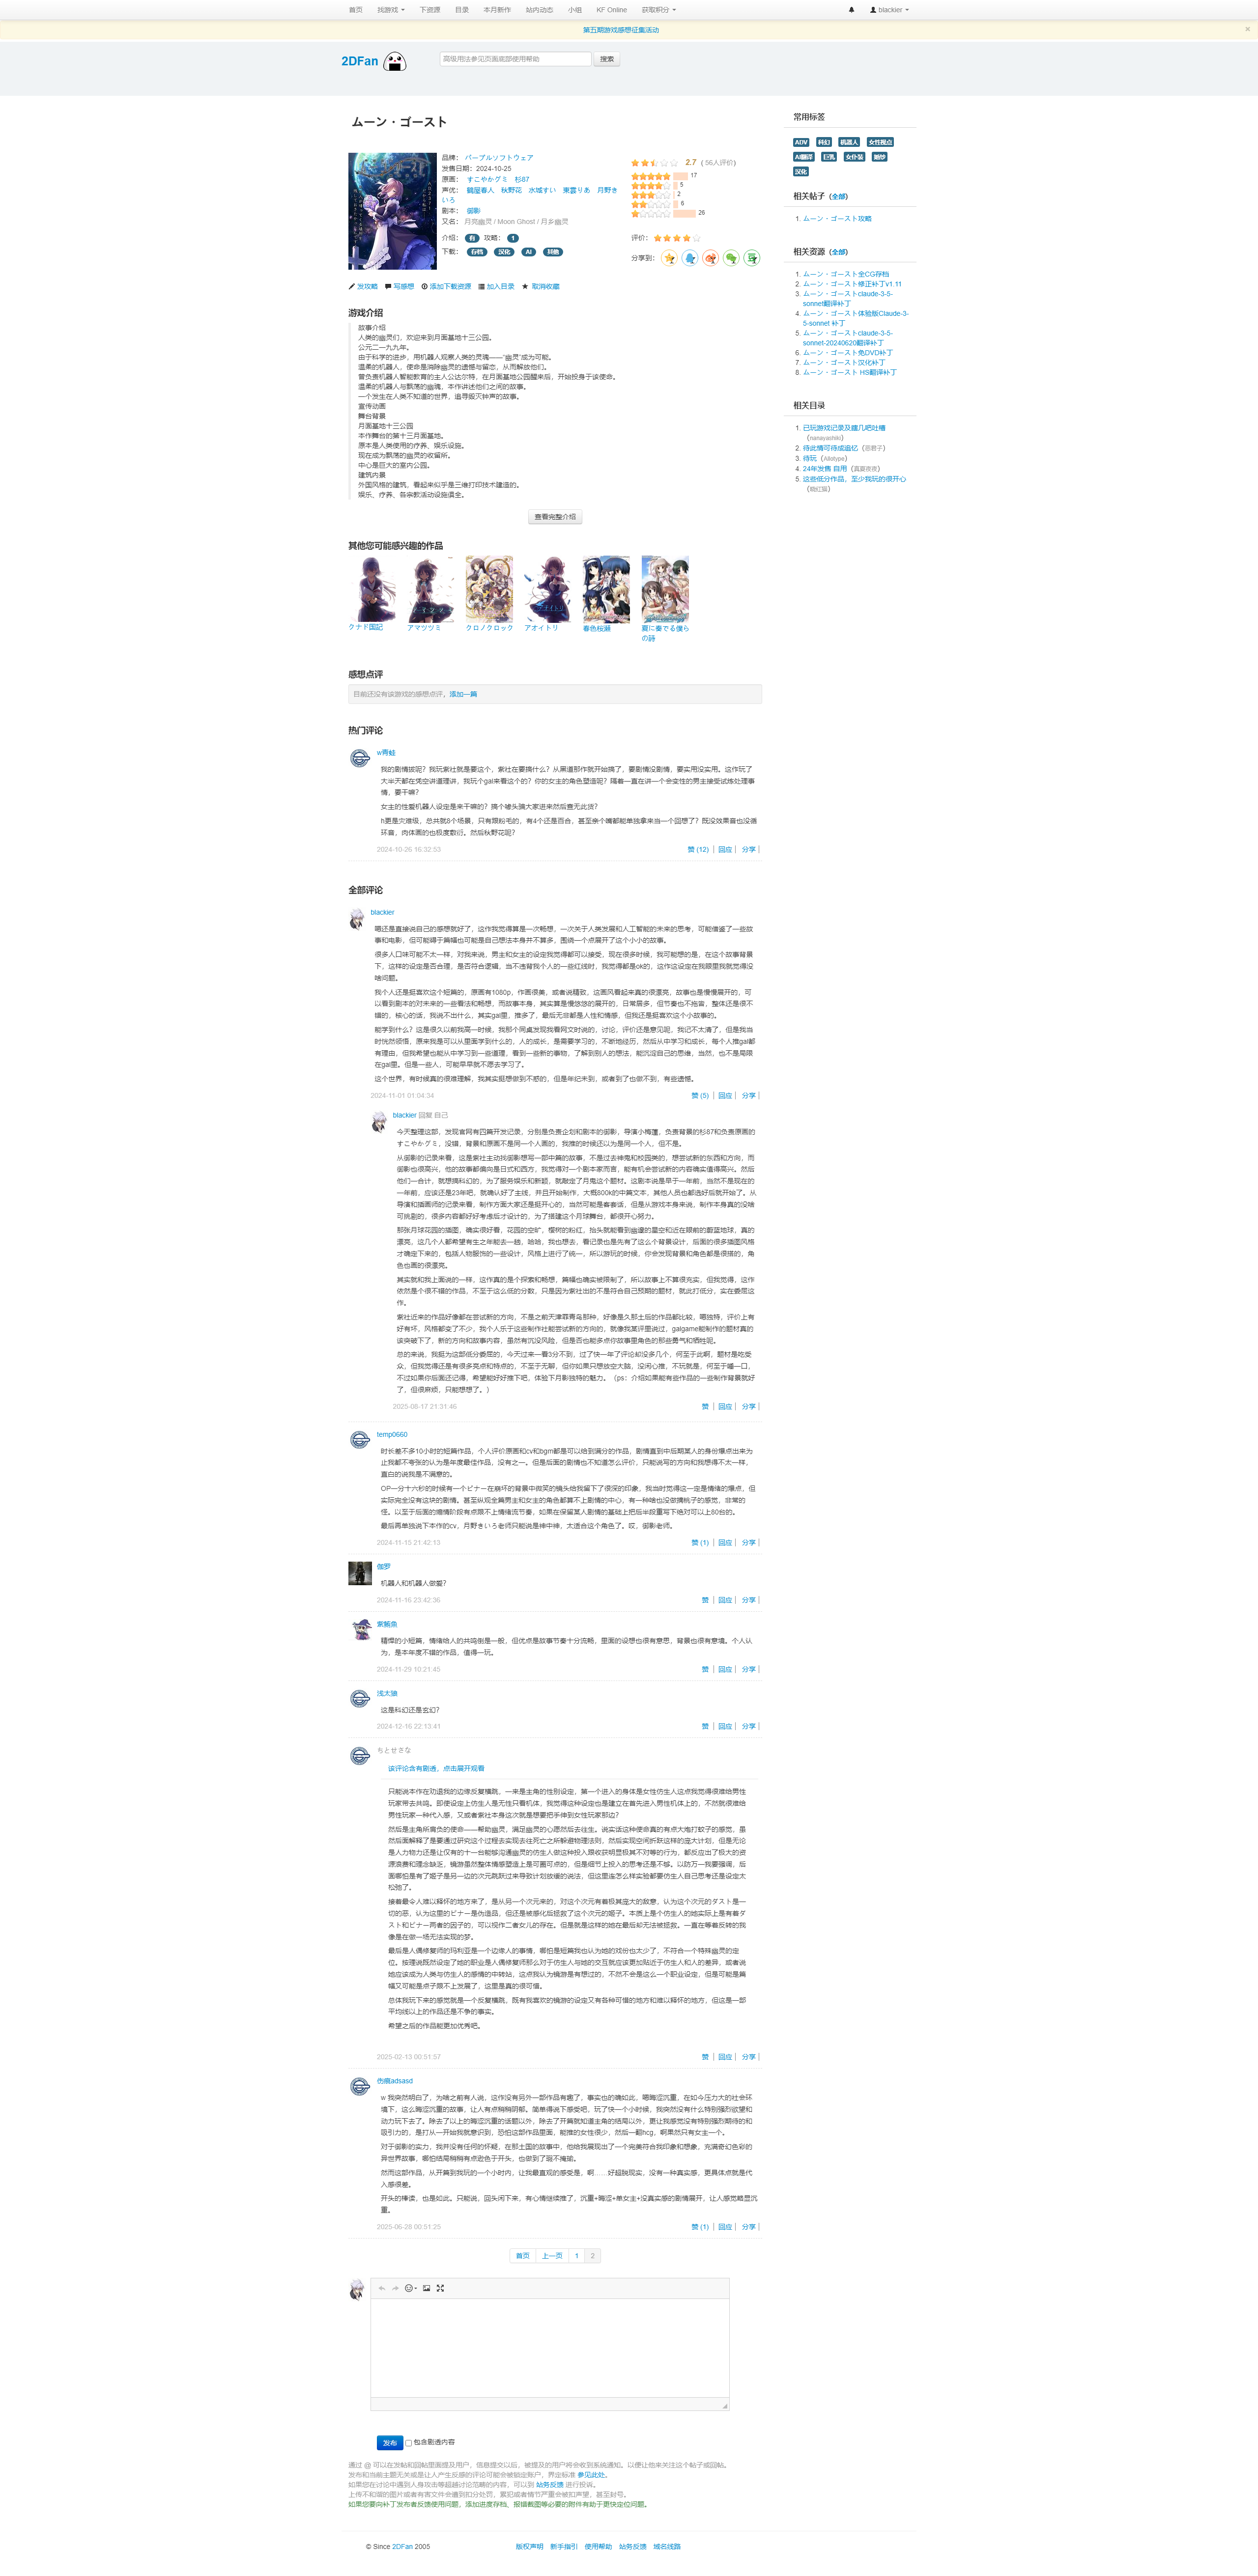 首页 找游戏 下资源 目录 本月新作 站内动态 小组 KF Online 获取积分 blackier
第五期游戏感想征集活动 ×
2DFan
高级用法参见页面底部使用帮助 搜索
ムーン・ゴースト
品牌: パープルソフトウェア
发售日期: 2024-10-25
原画: すこやかグミ 杉87
声优: 鶴屋春人 秋野花 水城すい 東雲りあ 月野き
いろ
剧本: 御影
又名: 月亮幽灵 / Moon Ghost / 月乡幽灵
介绍: 有 攻略: 1
下载: 存档 汉化 AI 其他
2.7 (56人评价)
17
5
2
6
26
评价:
分享到:
发攻略 写感想 添加下载资源 加入目录 取消收藏
游戏介绍
故事介绍
人类的幽灵们，欢迎来到月面基地十三公园。
公元二一九九年。
由于科学的进步，用机器人观察人类的灵魂——“幽灵”成为可能。
温柔的机器人，使命是消除幽灵的遗憾与留恋，从而解放他们。
曾负责机器人智能教育的主人公达尔特，在月面基地公园醒来后，开始投身于该使命。
温柔的机器人与飘荡的幽魂，本作讲述他们之间的故事。
一个发生在人类不知道的世界，追寻毁灭钟声的故事。
宣传动画
舞台背景
月面基地十三公园
本作舞台的第十三月面基地。
原本是人类使用的疗养、娱乐设施。
现在成为飘荡的幽灵的收留所。
中心是巨大的室内公园。
建筑内景
外国风格的建筑，看起来似乎是三维打印技术建造的。
娱乐、疗养、各宗教活动设施俱全。
查看完整介绍
其他您可能感兴趣的作品
クナド国記 アマツツミ クロノクロック アオイトリ 春色桜瀬 夏に奏でる僕ら
の詩
感想点评
目前还没有该游戏的感想点评。添加一篇
热门评论
w青蛙
我的剧情拔呢？我玩紫社就是要这个，紫社在要搞什么？从黑道那作就开始搞了，要剧情没剧情，要实用没实用。这作玩了
大半天都在凭空讲道理讲，我玩个gal来看这个的？你的女主的角色塑造呢？隔着一直在讲一个会变性的男主接受试炼处理事
情，要干嘛？
女主的性爱机器人设定是来干嘛的？搞个噱头骗大家进来然后查无此货？
h更是灾难级，总共就8个场景，只有跟粉毛的，有4个还是百合，甚至亲个嘴都能单独拿来当一个回想了？既没效果音也没循
环音，肉体画的也极度敷衍。然后秋野花呢？
2024-10-26 16:32:53 赞 (12) 回应 分享
全部评论
blackier
嗯还是直接说自己的感想就好了，这作我觉得算是一次畅想，一次关于人类发展和人工智能的未来的思考，可能借鉴了一些故
事和电影，但可能碍于篇幅也可能是自己想法本身并不算多，围绕一个点展开了这个小小的故事。
很多人口味可能不太一样，对我来说，男主和女主的设定我觉得都可以接受，现在很多时候，我可能想的是，在这个故事背景
下，这样的设定是否合理，是否符合逻辑，当不违背我个人的一些红线时，我觉得都是ok的，这作这设定在我眼里我就觉得没
啥问题。
我个人还是挺喜欢这个短篇的，原画有1080p，作画很美，或者说精致，这画风看起来真的很漂亮，故事也是慢慢展开的，可
以看到剧本的对未来的一些看法和畅想，而故事本身，其实算是慢悠悠的展开的，日常居多，但节奏也不拖沓，整体还是很不
错的，核心的话，我说不出什么，其实gal里，推多了，最后无非都是人性和情感，但我还是挺喜欢这个小故事的。
能学到什么？这是很久以前我高一时候，我那个同桌发现我看网文时说的，讨论，评价还是意见呢，我记不太清了，但是我当
时恍然领悟，原来我是可以从里面学到什么的，人的成长，是需要学习的，不断地经历，然后从中学习和成长，每个人推gal都
有理由，但我希望也能从中学习到一些道理，看到一些新的事物，了解到别人的想法，能沉淀自己的思维，当然，也不是局限
在gal里。但是一些人，可能早早就不愿去学习了。
这个世界，有时候真的很难理解，我其实挺想做到不惑的，但是年纪未到，或者到了也做不到，有些遗憾。
2024-11-01 01:04:34 赞 (5) 回应 分享
blackier 回复 自己
今天整理这部，发现官网有四篇开发记录，分别是负责企划和剧本的御影，导演小梅蓮，负责背景的杉87和负责原画的
すこやかグミ，没错，背景和原画不是同一个人画的，我推的时候还以为是同一个人，但不是。
从御影的记录来看，这是紫社主动找御影想写一部中篇的故事，不是过去神鬼和校园类的，想尝试新的东西和方向，而
御影也很高兴，他的故事都偏向是日式和西方，我觉得对一个剧本家而言，能有机会尝试新的内容确实值得高兴。然后
他们一合计，就想搞科幻的，为了服务娱乐和新颖，就敲定了月鬼这个题材。这剧本说是早于一年前，当然不是现在的
一年前，应该是23年吧，就确认好了主线，并且开始制作，大概800k的中篇文本，其他人员也都选好后就开始了。从
导演和插画师的记录来看，制作方面大家还是挺开心的，当然可能是客套话，但是从游戏本身来说，制作本身真的没啥
可挑剔的，很多内容都好好考虑后才设计的，为了搭建这个月球舞台，都很开心努力。
那张月球花园的插图，确实很好看，花园的空旷，樱树的粉红，抬头就能看到幽邃的星空和近在眼前的蔚蓝地球，真的
漂亮，这几个人都希望有生之年能去一趟，哈哈，我也想去，看记录也是先有了这么个背景设计，后面的很多插图风格
才确定下来的，包括人物服饰的一些设计，风格上进行了统一，所以游玩的时候，你会发现背景和角色都是很搭的，角
色也画的很漂亮。
其实就和我上面说的一样，这作真的是个探索和畅想，篇幅也确实被限制了，所以故事上不算很充实，但我觉得，这作
依然是个很不错的作品，不至于这么低的分数，只是因为紫社出的不是符合自己预期的题材，就此打低分，实在委屈这
作。
紫社近来的作品好像都在尝试新的方向，不是之前天津罪青鸟那种，好像是久那土后的作品都比较，嗯独特，评价上有
好有坏，风格都变了不少，我个人乐于这些制作社能尝试新的方向的，就像我某评里说过，galgame能制作的题材真的
该突破下了，新的方向和故事内容，虽然有沉没风险，但是否也能多点你故事里角色的那些勇气和牺牲呢。
总的来说，我挺为这部低分委屈的，今天过来一看3分不到，过了快一年了评论却没多几个，何至于此啊，题材是吃受
众，但我觉得还是有很多亮点和特点的，不至于无聊，但你如果只想放空大脑，没闲心推，不玩就是，何至于嘬一口，
不过如果你后面还记得，希望能好好推下吧，体验下月影独特的魅力。（ps：介绍如果能有些作品的一些制作背景就好
了，但很麻烦，只能想想了。）
2025-08-17 21:31:46 赞 回应 分享
temp0660
时长差不多10小时的短篇作品，个人评价原画和cv和bgm都是可以给到满分的作品，剧情直到中后期某人的身份爆点出来为
止我都不夸张的认为是年度最佳作品，没有之一。但是后面的剧情也不知道怎么评价，只能说写的方向和我想得不太一样，
直白的说我是不满意的。
OP一分十六秒的时候有一个ビナー在崩坏的背景中微笑的镜头给我留下了很深的印象，我当时觉得这一定是情绪的爆点，但
实际完全没有这块的剧情。甚至纵观全篇男主和女主的角色都算不上剧情的中心，有一种啥也没做搞桃子的感觉，非常的
怪。以至于后面的煽情阶段有点跟不上情绪流节奏，如果在保留某人剧情的基础上把后半段重写下绝对可以上80台的。
最后再单独说下本作的cv，月野きいろ老师只能说是神中神，太适合这个角色了。哎，御影老师。
2024-11-15 21:42:13 赞 (1) 回应 分享
伽罗
机器人和机器人做爱？
2024-11-16 23:42:36 赞 回应 分享
紫鲷鱼
精悍的小短篇，情绪给人的共鸣倒是一般，但优点是故事节奏十分流畅，里面的设想也很有意思，背景也很有意境。个人认
为，是本年度不错的作品，值得一玩。
2024-11-29 10:21:45 赞 回应 分享
浅太狼
这是科幻还是玄幻？
2024-12-16 22:13:41 赞 回应 分享
ちとせきな
该评论含有剧透，点击展开观看
只能说本作在劝退我的边缘反复横跳，一来是主角的性别设定，第一个进入的身体是女性仿生人这点我觉得很难给男性
玩家带去共鸣。即使设定上仿生人是无性只看机体，我觉得这种设定也是建立在首先进入男性机体上的，不然就很难给
男性玩家一种代入感，又或者紫社本身这次就是想要把手伸到女性玩家那边？
然后是主角所肩负的使命——帮助幽灵，满足幽灵的心愿然后去往生。说实话这种使命真的有点大炮打蚊子的感觉，虽
然后面解释了是要通过研究这个过程去实现去往死亡之所躲避物理法则，然后实现空间折跃这样的庞大计划，但是无论
是人力物力还是让仅有的十一台能够沟通幽灵的仿生人做这种投入跟收获明显极其不对等的行为，都反应出了极大的资
源浪费和理念缺乏，镜游虽然整体情感塑造上是可圈可点的，但是细节上投入的思考还是不够。以防万一我要强调，后
面哪怕是有了姬子是另一边的次元跳跃过来导致计划放缓的说法，但这里连怎么样实验都要仿生人自己思考还是设定太
松弛了。
接着最令人难以释怀的地方来了，是从另一个次元来的，对这个次元有着极其庞大的敌意，认为这个次元的ダスト是一
切的恶，认为这里的ビナー是伪造品，但还是被感化后拯救了这个次元的姬子。本质上是个仿生人的她实际上是有着ダ
スト和ビナー两者的因子的，可以视作二者女儿的存在。但是就是这样的她在最后却无法被拯救。一直在等着反转的我
像是在做一场无法实现的梦。
最后是人偶修复师的玛利亚是一个边缘人的事情，哪怕是短篇我也认为她的戏份也太少了，不符合一个特殊幽灵的定
位。按理说既然设定了她的职业是人偶修复师那么对于仿生人与她的交互就应该更加贴近于仿生人和人的差异，或者说
她应该成为人类与仿生人的感情的中转站，这点我认为镜游是有想过的，不然不会是这么一个职业设定，但是可能是篇
幅又可能是点子跟不上发展了，这里是真的很可惜。
总体我玩下来的感觉就是一个反复横跳，既有我喜欢的镜游的设定又有各种可惜的地方和难以释怀的地方，但这是一部
平均线以上的作品还是不争的事实。
希望之后的作品能更加优秀吧。
2025-02-13 00:51:57 赞 回应 分享
伤痕adsasd
w 我突然明白了，为啥之前有人说，这作没有另外一部作品有趣了，事实也的确如此，嗯晦涩沉重，在如今压力大的社会环
境下，这么晦涩沉重的故事，让人有点稍稍阴郁。简单得说下感受吧，玩了快一个小时候，我突然没有什么特别强烈欲望和
动力玩下去了。除去了以上的晦涩沉重的话题以外，除去了开篇就知道主角的结局以外，更让我感觉没有特别强烈期待的和
吸引力的，是打从一开始我就意识到，恐怕这部作品里面，能推的女性很少，然后一翻hcg，啊果然只有女主一个。
对于御影的实力，我并没有任何的怀疑，在那土国的故事中，他给我展现出了一个完美符合我印象和想象，充满奇幻色彩的
异世界故事，哪怕结局稍稍有点逊色于开头，也做到了瑕不掩瑜。
然而这部作品，从开篇到我玩的一个小时内，让我最直观的感受是，啊……好超脱现实，没有一种真实感，更具体点就是代
入感很差。
开头的棒读，也是如此。只能说，回头闲下来，有心情继续推了，沉重+晦涩+单女主+没真实感的剧情展开，让人感觉略显沉
重。
2025-06-28 00:51:25 赞 (1) 回应 分享
首页 上一页 1 2
发布 包含剧透内容
通过 @ 可以在发帖和回帖里面提及用户，信息提交以后，被提及的用户将会收到系统通知。以便让他来关注这个帖子或回帖。
发布和当前主题无关或是让人产生反感的评论可能会被锁定账户，界定标准 参见此处。
如果您在讨论中遇到人身攻击等超越讨论范畴的内容，可以到 站务反馈 进行投诉。
上传不和谐的图片或者有害文件会遭到扣分处罚，累犯或者情节严重会被扣声望，甚至封号。
如果您要向补丁发布者反馈使用问题，添加进度存档、报错截图等必要的附件有助于更快定位问题。
常用标签
ADV 科幻 机器人 女性视点
AI翻译 巨乳 女仆装 婚纱
汉化
相关帖子（全部）
1. ムーン・ゴースト攻略
相关资源（全部）
1. ムーン・ゴースト全CG存档
2. ムーン・ゴースト修正补丁v1.11
3. ムーン・ゴーストclaude-3-5-
sonnet翻译补丁
4. ムーン・ゴースト体验版Claude-3-
5-sonnet 补丁
5. ムーン・ゴーストclaude-3-5-
sonnet-20240620翻译补丁
6. ムーン・ゴースト免DVD补丁
7. ムーン・ゴースト汉化补丁
8. ムーン・ゴースト HS翻译补丁
相关目录
1. 已玩游戏记录及瞎几吧吐槽
（nanayashiki）
2. 待此情可待成追忆（恶君子）
3. 待玩（Allotype）
4. 24年发售 自用（真夏夜夜）
5. 这些低分作品，至少我玩的很开心
（鞠红娘）
© Since 2DFan 2005 版权声明 新手指引 使用帮助 站务反馈 域名线路